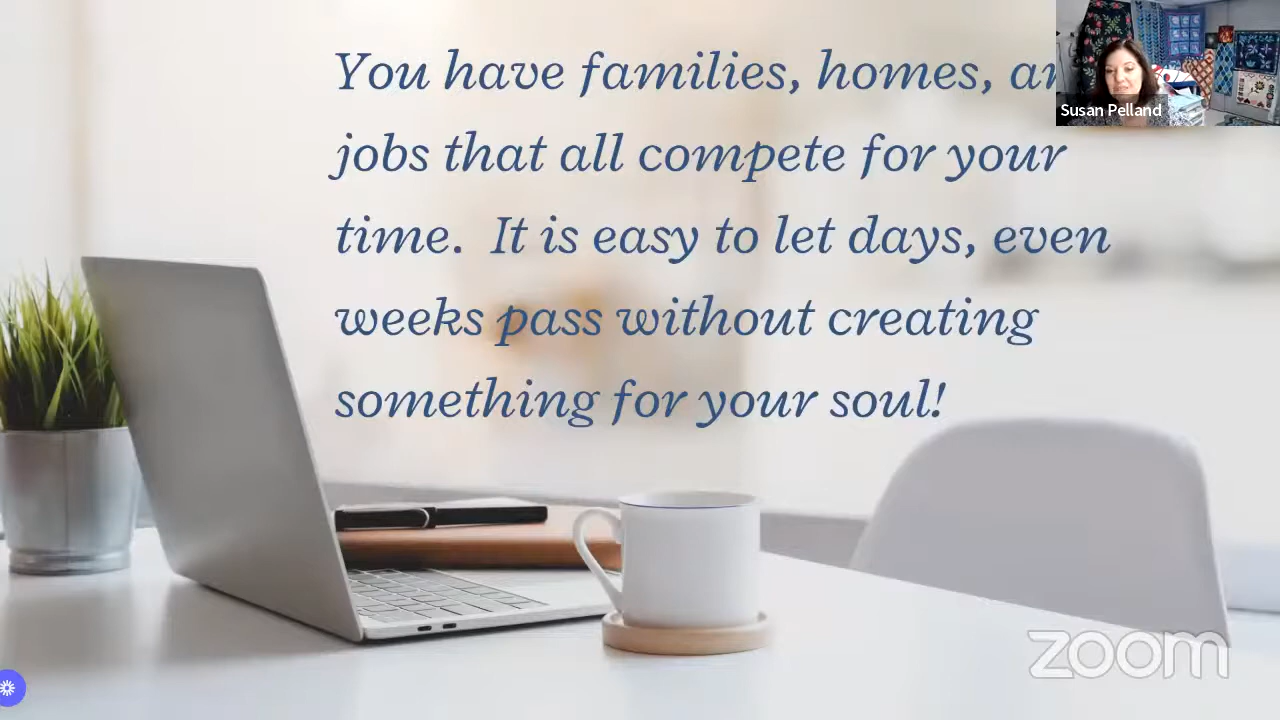 You have families, homes,
Susan Pelland
jobs that all compete for your
time. It is easy to let days, even
weeks pass without creating
something for your soul!
zoom